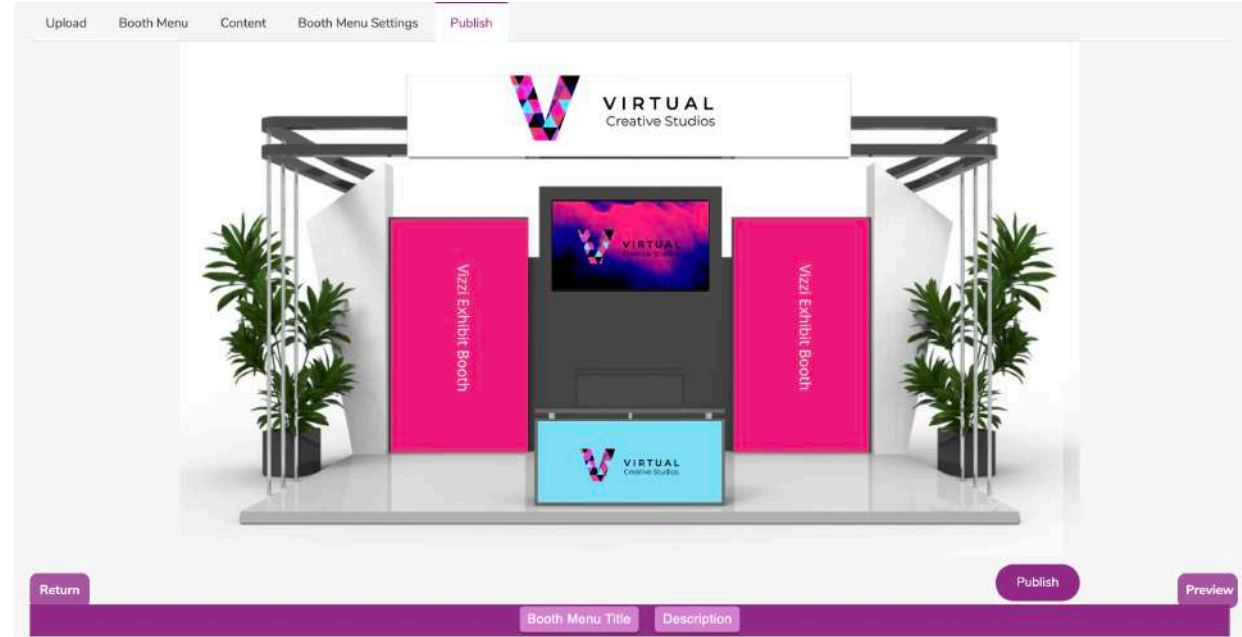 Upload Booth Menu Content Booth Menu Settings Publish
VIRTUAL
Creative Studios
VIRTUAL
Creative Studios
Vizzi Exhibit Booth
Vizzi Exhibit Booth
VIRTUAL
Creative Studios
Publish
Return
Preview
Booth Menu Title Description